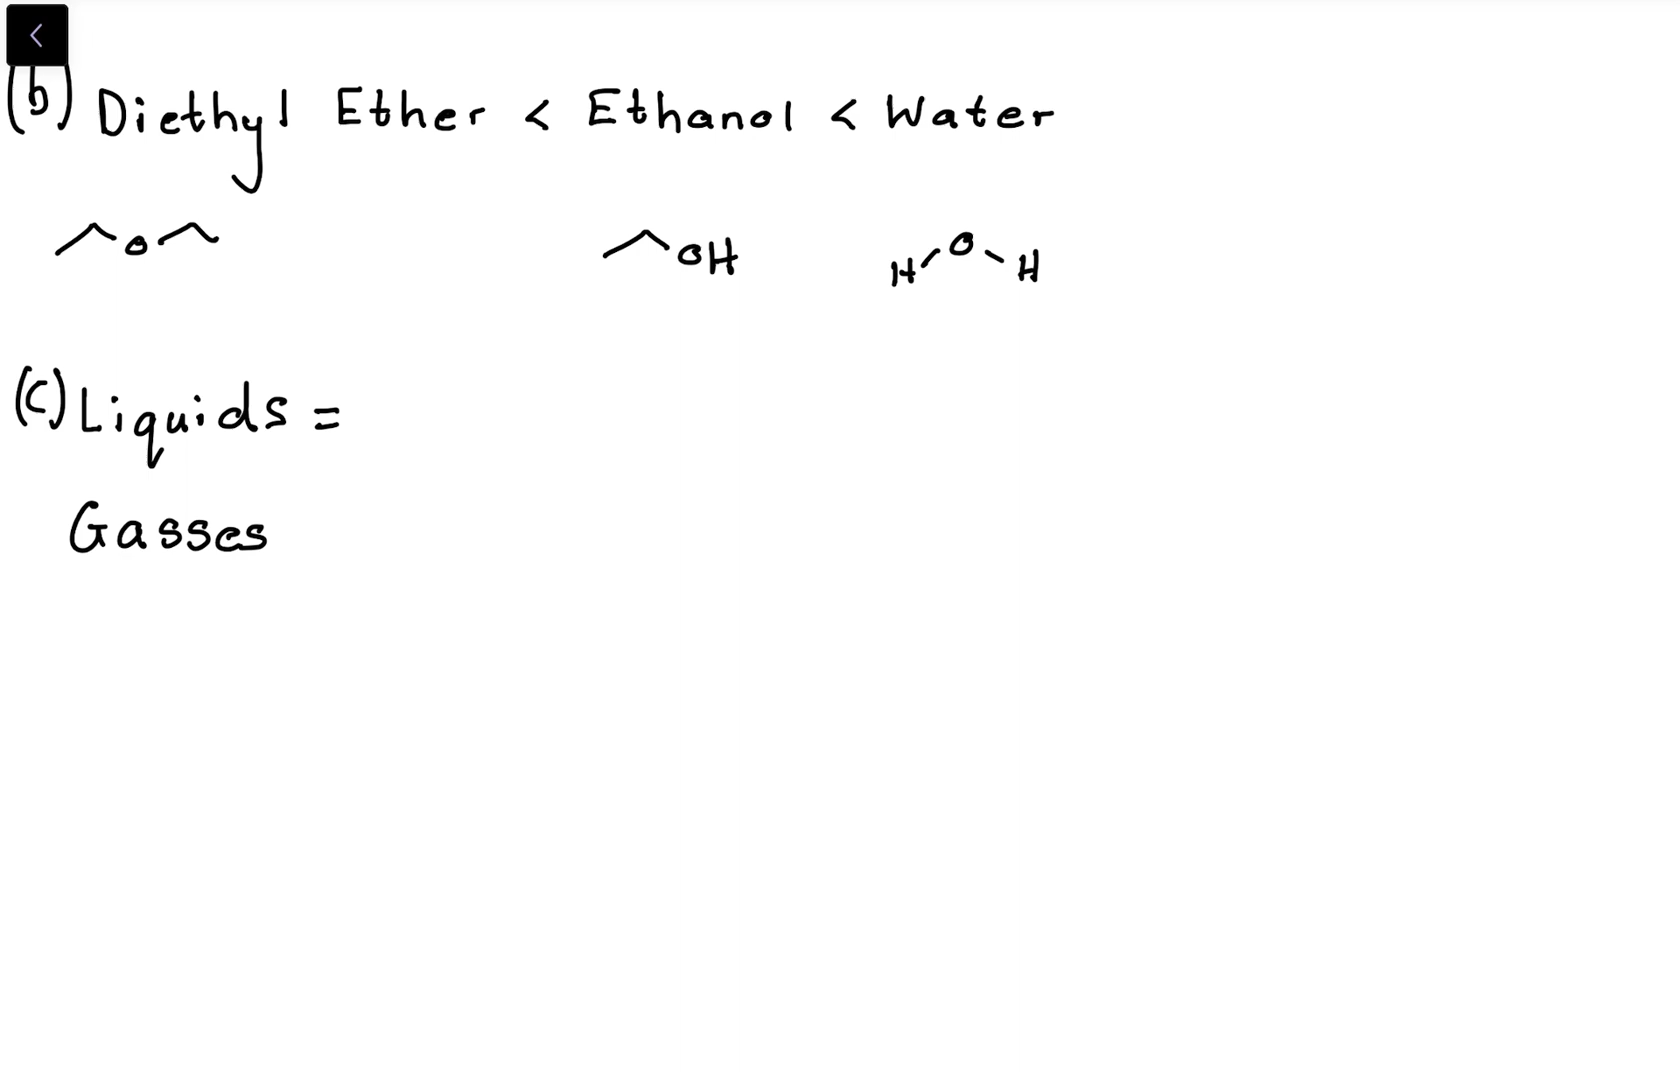 (b) Diethyl Ether < Ethanol < Water
O OH H O H
(C) Liquids =
Gasses